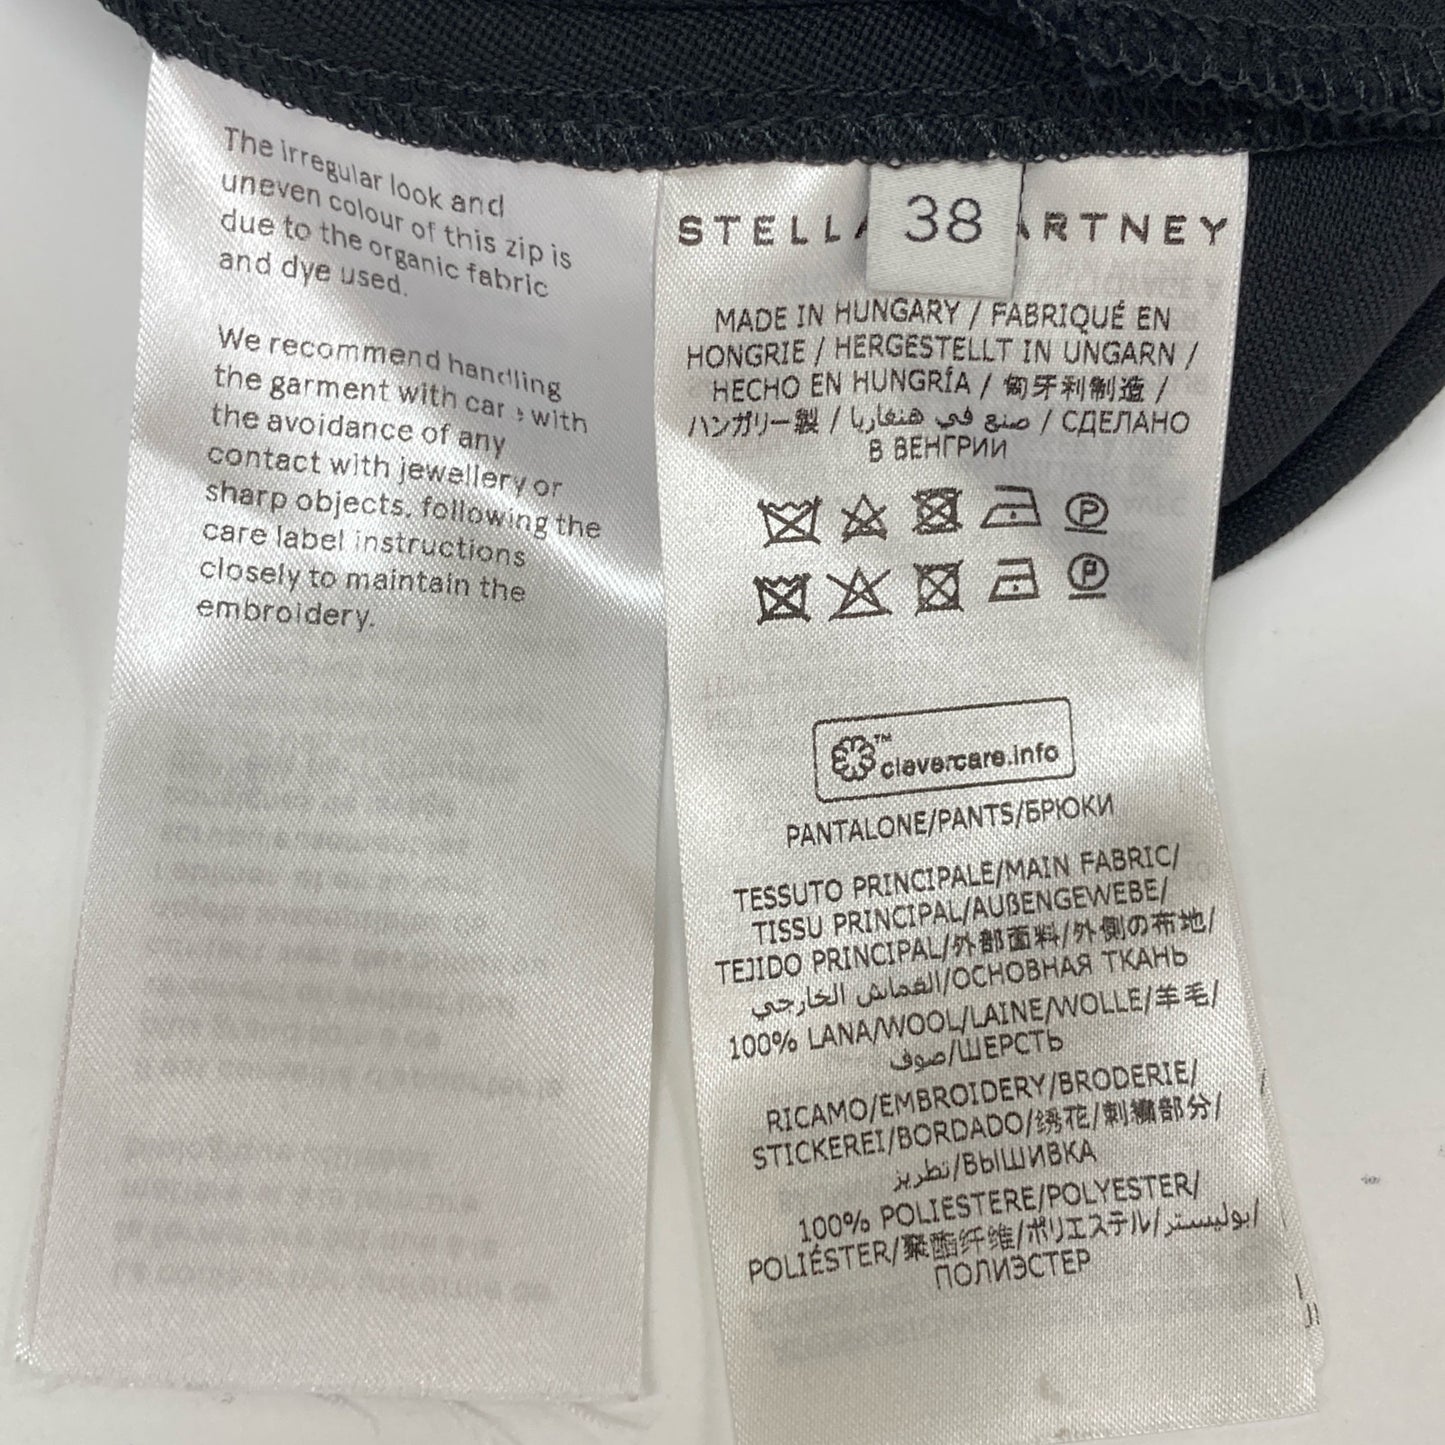 The irregular look and
uneven colour of this zip is
due to the organic fabric
and dye used.
We recommend handling
the garment with car with
the avoidance of any
contact with jewellery or
sharp objects, following the
care label instructions
closely to maintain the
embroidery.
38
STELL ARTNEY
MADE IN HUNGARY / FABRIQUÉ EN
HONGRIE / HERGESTELLT IN UNGARN /
HECHO EN HUNGRÍA / 匈牙利制造 /
ハンガリー製 / صنع في هنغاريا / СДЕЛАНО
В ВЕНГРИИ
P
P
™
clevercare.info
PANTALONE/PANTS/БРЮКИ
TESSUTO PRINCIPALE/MAIN FABRIC/
TISSU PRINCIPAL/AUßENGEWEBE/
TEJIDO PRINCIPAL/外部面料/外側の布地/
القماش الخارجي/ОСНОВНАЯ ТКАНЬ
100% LANA/WOOL/LAINE/WOLLE/羊毛/
صوف/ШЕРСТЬ
RICAMO/EMBROIDERY/BRODERIE/
STICKEREI/BORDADO/绣花/刺繍部分/
تطريز/ВЫШИВКА
100% POLIESTERE/POLYESTER/
POLIÉSTER/聚酯纤维/ポリエステル/بوليستر/
ПОЛИЭСТЕР